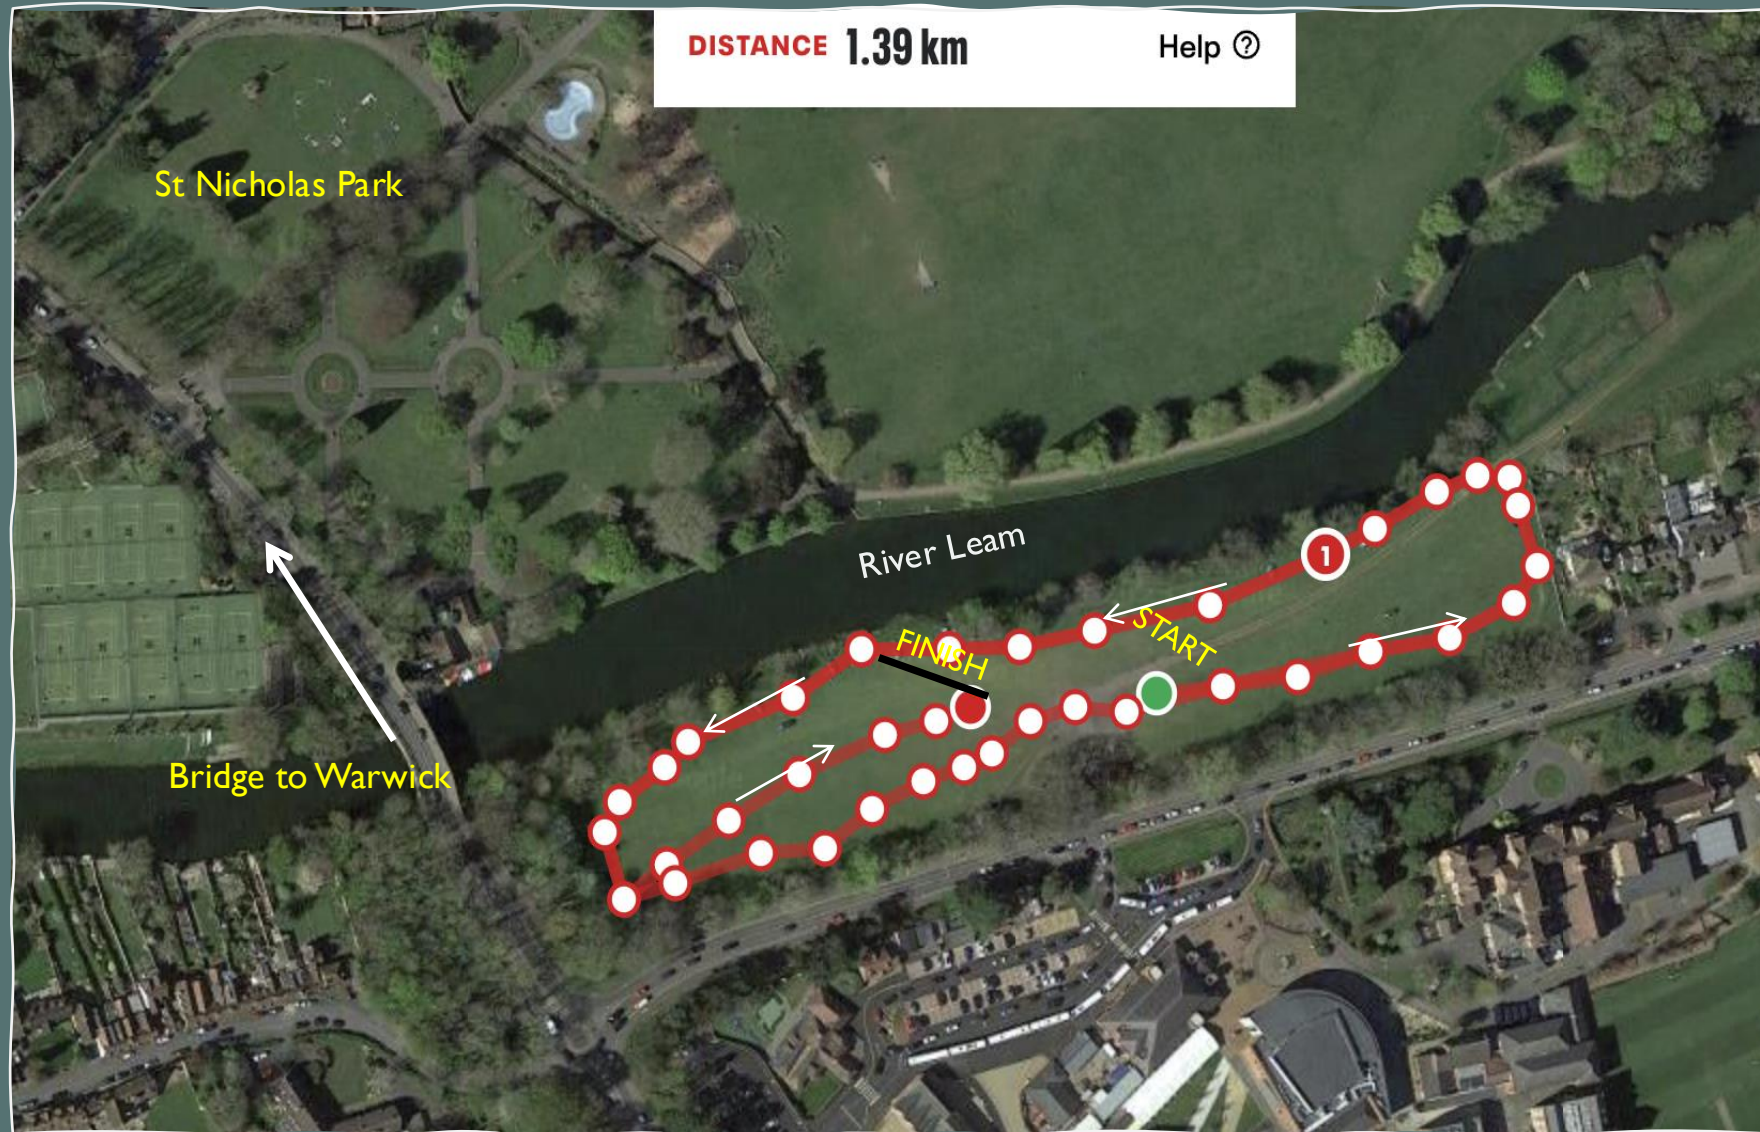 DISTANCE 1.39 km
Help ?
St Nicholas Park
River Leam
1
START
FINISH
Bridge to Warwick